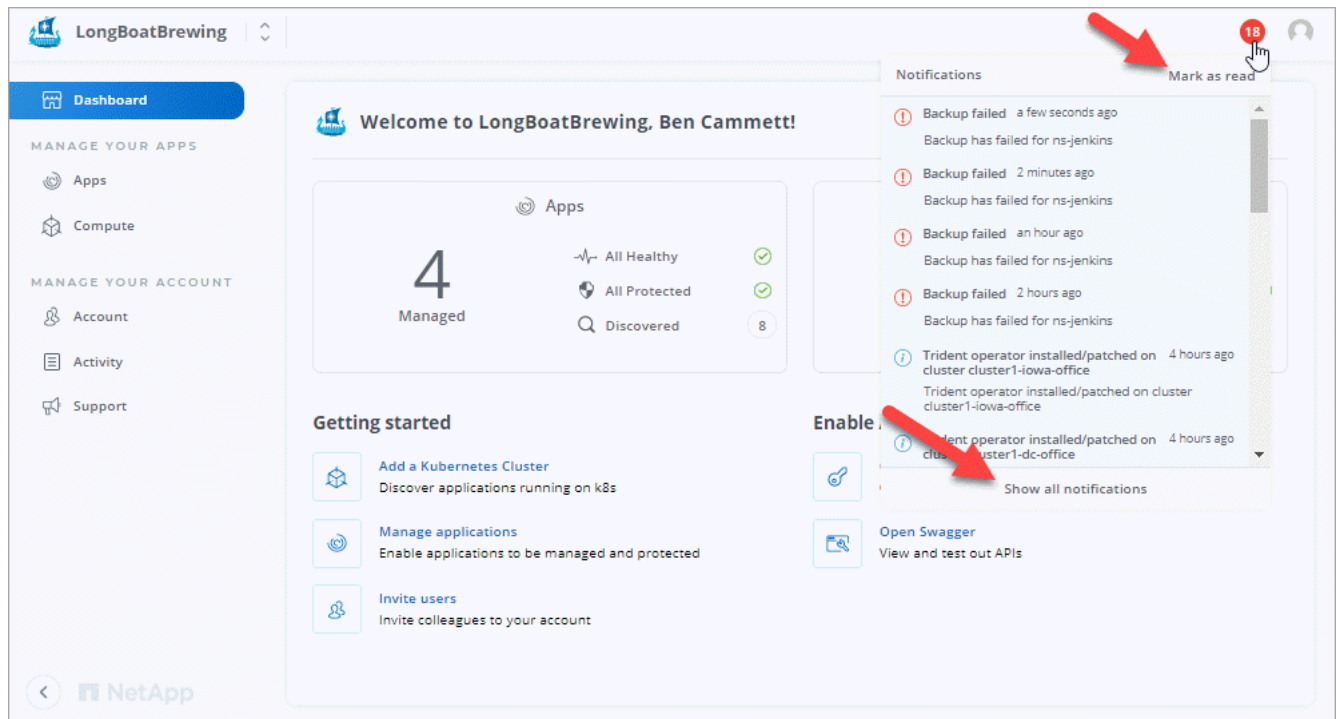 LongBoatBrewing
18
Dashboard
MANAGE YOUR APPS
Apps
Compute
MANAGE YOUR ACCOUNT
Account
Activity
Support
NetApp
Welcome to LongBoatBrewing, Ben Cammett!
Apps
4
Managed
All Healthy
All Protected
Discovered 8
Getting started
Add a Kubernetes Cluster
Discover applications running on k8s
Manage applications
Enable applications to be managed and protected
Invite users
Invite colleagues to your account
Enable
Open Swagger
View and test out APIs
Notifications Mark as read
Backup failed a few seconds ago
Backup has failed for ns-jenkins
Backup failed 2 minutes ago
Backup has failed for ns-jenkins
Backup failed an hour ago
Backup has failed for ns-jenkins
Backup failed 2 hours ago
Backup has failed for ns-jenkins
Trident operator installed/patched on 4 hours ago
cluster cluster1-iowa-office
Trident operator installed/patched on cluster
cluster1-iowa-office
operator installed/patched on 4 hours ago
Show all notifications